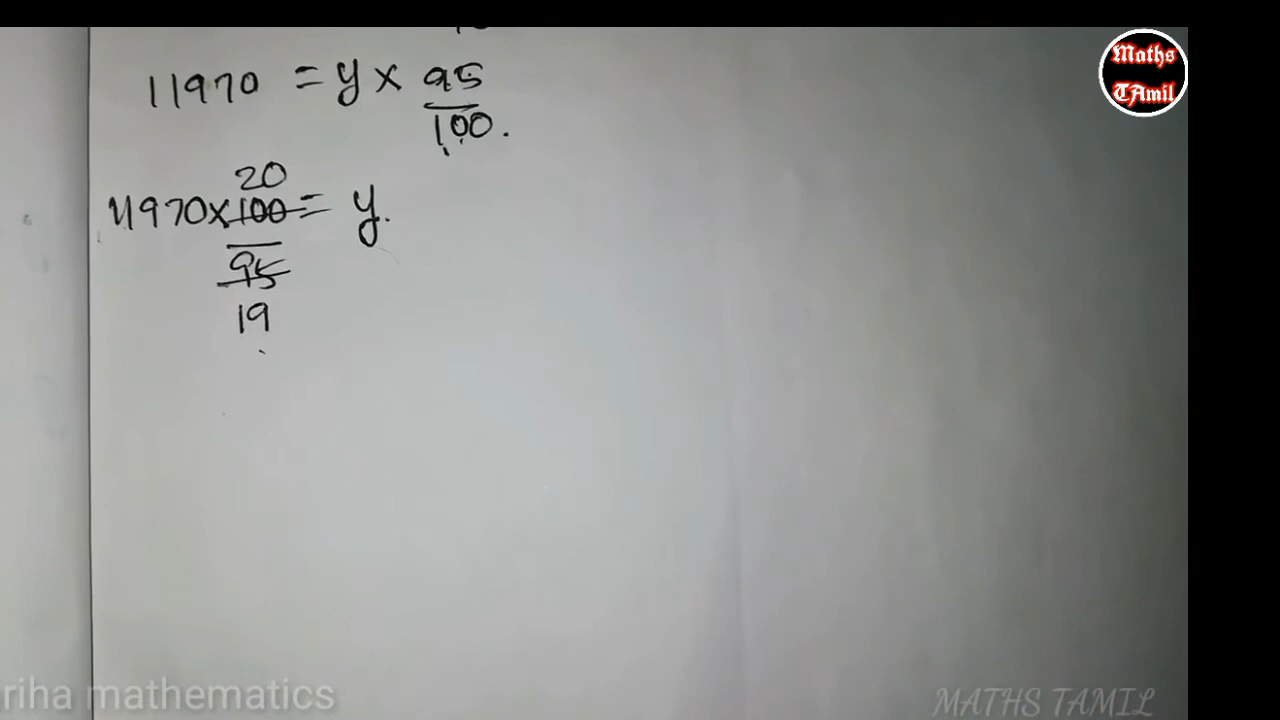 Maths
TAmil
11970 = y × 95
100.
20
11970×100 = y.
95
19
riha mathematics
MATHS TAMIL